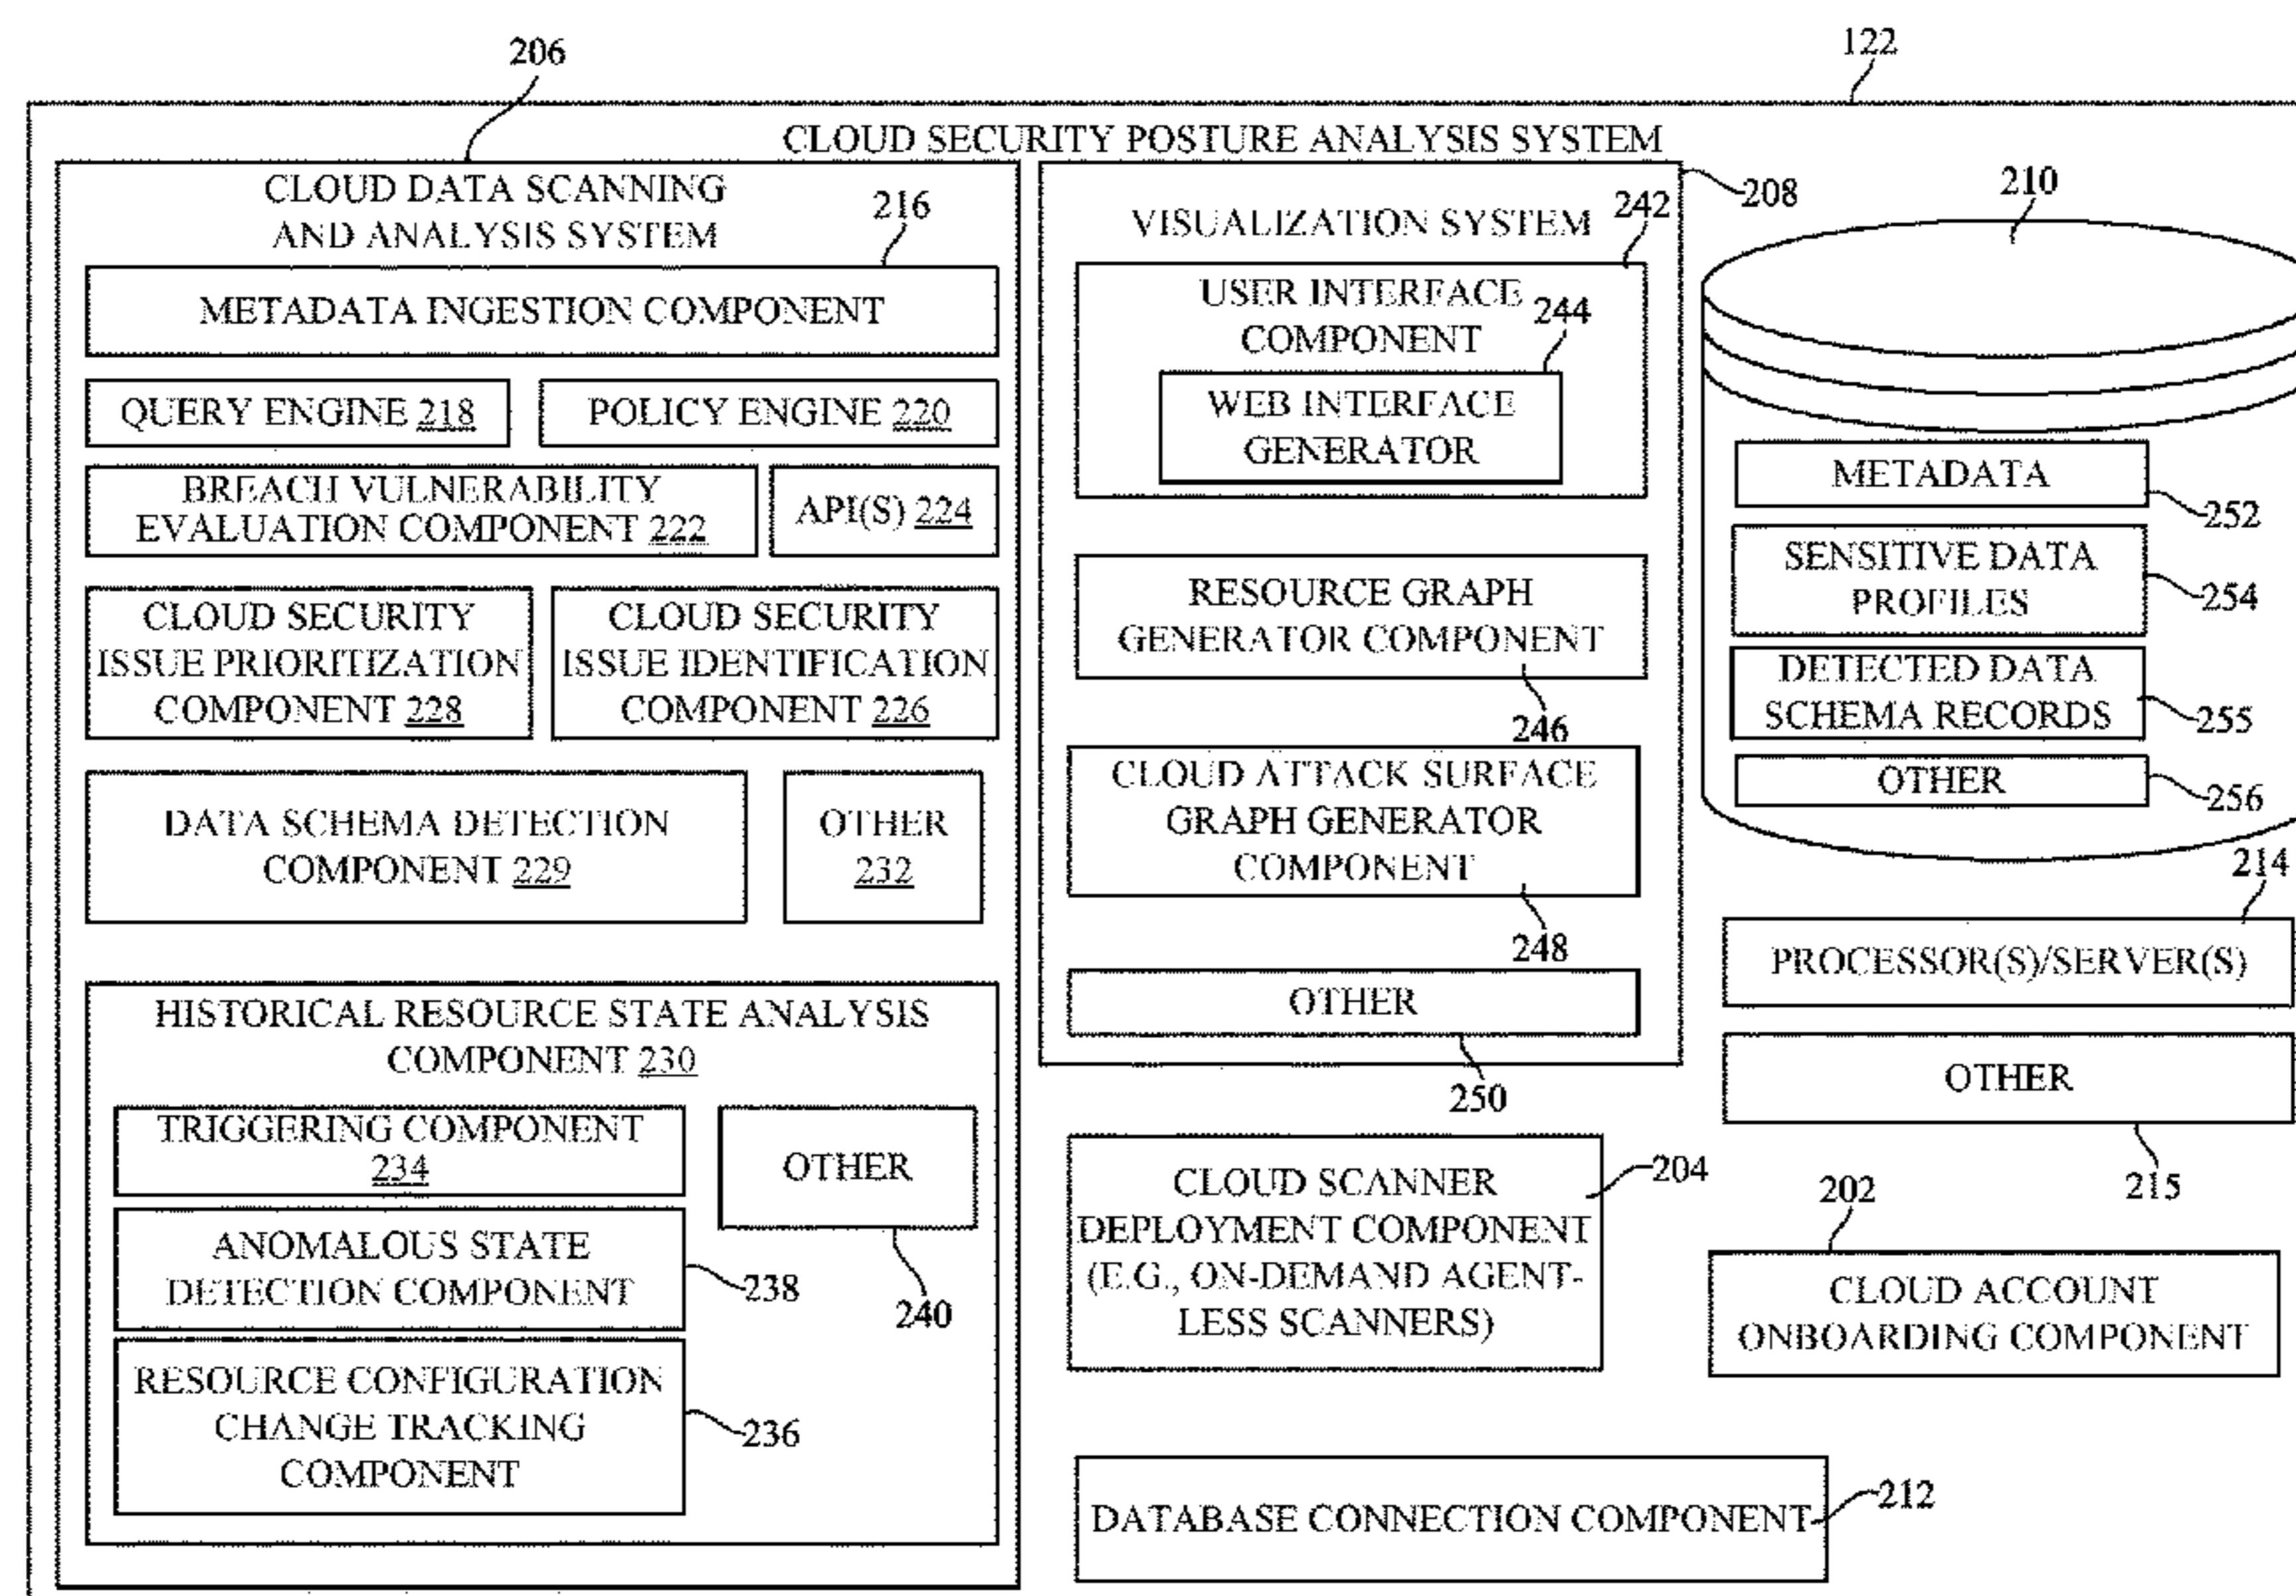 206
122
CLOUD SECURITY POSTURE ANALYSIS SYSTEM
CLOUD DATA SCANNING
AND ANALYSIS SYSTEM
216
METADATA INGESTION COMPONENT
QUERY ENGINE 218
POLICY ENGINE 220
BREACH VULNERABILITY
EVALUATION COMPONENT 222
API(S) 224
CLOUD SECURITY
ISSUE PRIORITIZATION
COMPONENT 228
CLOUD SECURITY
ISSUE IDENTIFICATION
COMPONENT 226
DATA SCHEMA DETECTION
COMPONENT 229
OTHER
232
HISTORICAL RESOURCE STATE ANALYSIS
COMPONENT 230
TRIGGERING COMPONENT
234
OTHER
240
ANOMALOUS STATE
DETECTION COMPONENT
238
RESOURCE CONFIGURATION
CHANGE TRACKING
COMPONENT
236
208
VISUALIZATION SYSTEM
242
USER INTERFACE
COMPONENT
244
WEB INTERFACE
GENERATOR
RESOURCE GRAPH
GENERATOR COMPONENT
246
CLOUD ATTACK SURFACE
GRAPH GENERATOR
COMPONENT
248
OTHER
250
CLOUD SCANNER
DEPLOYMENT COMPONENT
(E.G., ON-DEMAND AGENT-
LESS SCANNERS)
204
DATABASE CONNECTION COMPONENT
212
210
METADATA
252
SENSITIVE DATA
PROFILES
254
DETECTED DATA
SCHEMA RECORDS
255
OTHER
256
214
PROCESSOR(S)/SERVER(S)
OTHER
215
202
CLOUD ACCOUNT
ONBOARDING COMPONENT